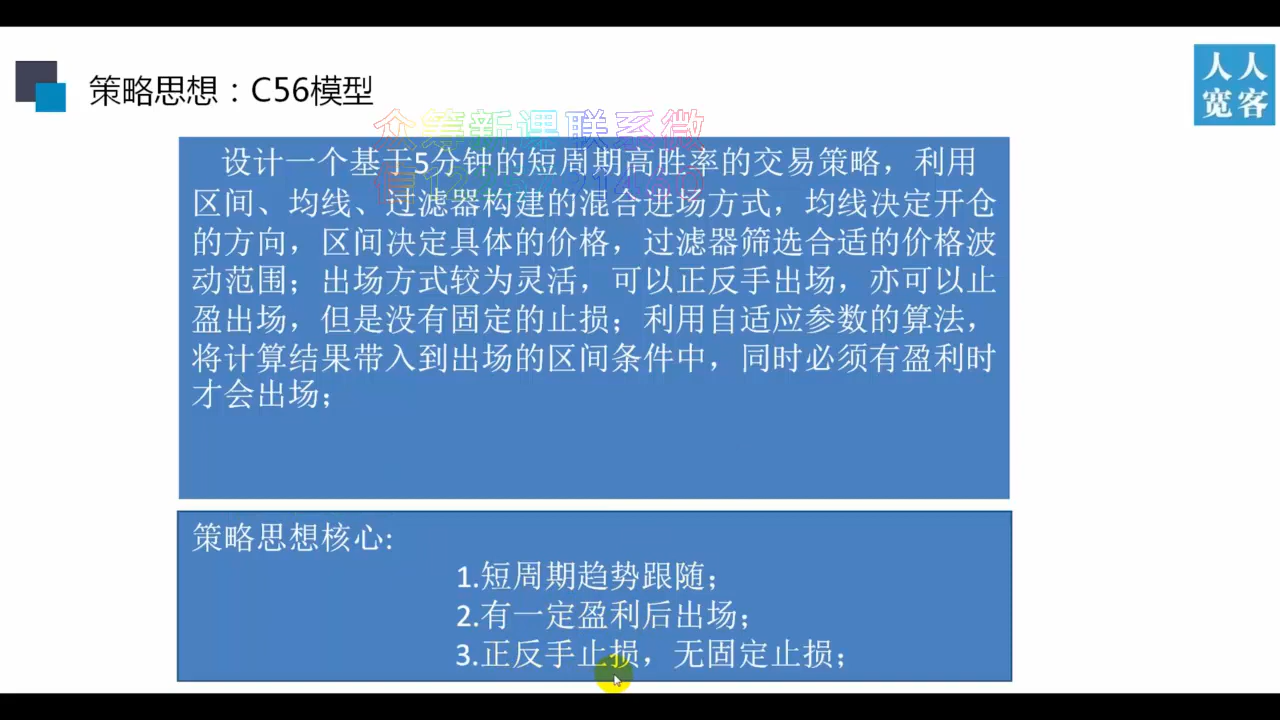 策略思想：C56模型
人人
宽客
众筹新课联系微
设计一个基于5分钟的短周期高胜率的交易策略，利用
区间、均线、过滤器构建的混合进场方式，均线决定开仓
的方向，区间决定具体的价格，过滤器筛选合适的价格波
动范围；出场方式较为灵活，可以正反手出场，亦可以止
盈出场，但是没有固定的止损；利用自适应参数的算法，
将计算结果带入到出场的区间条件中，同时必须有盈利时
才会出场；
策略思想核心:
1.短周期趋势跟随；
2.有一定盈利后出场；
3.正反手止损，无固定止损；